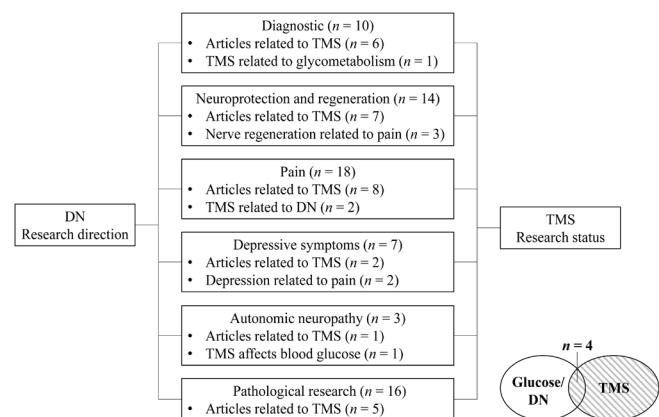 Diagnostic (n = 10)
• Articles related to TMS (n = 6)
• TMS related to glycometabolism (n = 1)
Neuroprotection and regeneration (n = 14)
• Articles related to TMS (n = 7)
• Nerve regeneration related to pain (n = 3)
Pain (n = 18)
• Articles related to TMS (n = 8)
• TMS related to DN (n = 2)
DN
Research direction
TMS
Research status
Depressive symptoms (n = 7)
• Articles related to TMS (n = 2)
• Depression related to pain (n = 2)
Autonomic neuropathy (n = 3)
• Articles related to TMS (n = 1)
• TMS affects blood glucose (n = 1)
Pathological research (n = 16)
• Articles related to TMS (n = 5)
n = 4
Glucose/
DN
TMS